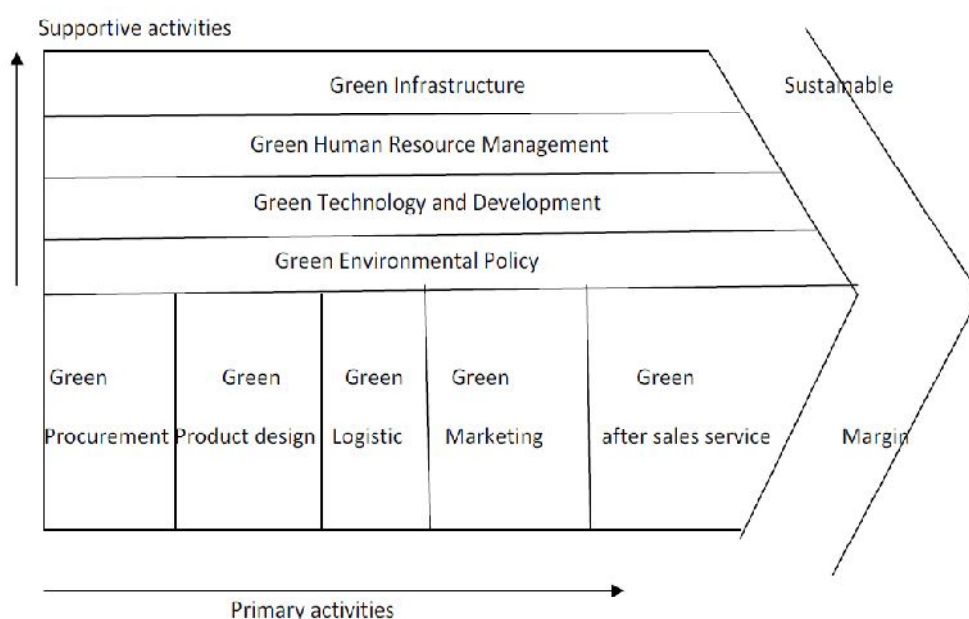 Supportive activities
Green Infrastructure
Sustainable
Green Human Resource Management
Green Technology and Development
Green Environmental Policy
Green Green Green Green Green
Procurement Product design Logistic Marketing after sales service Margin
Primary activities